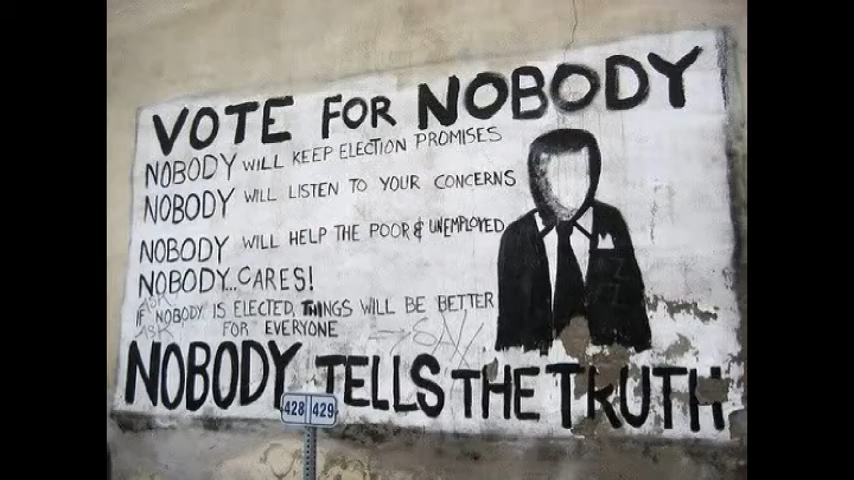 VOTE FOR NOBODY
NOBODY WILL KEEP ELECTION PROMISES
NOBODY WILL LISTEN TO YOUR CONCERNS
NOBODY WILL HELP THE POOR & UNEMPLOYED
NOBODY...CARES!
IF NOBODY IS ELECTED, THINGS WILL BE BETTER
FOR EVERYONE
NOBODY TELLS THE TRUTH
428 429